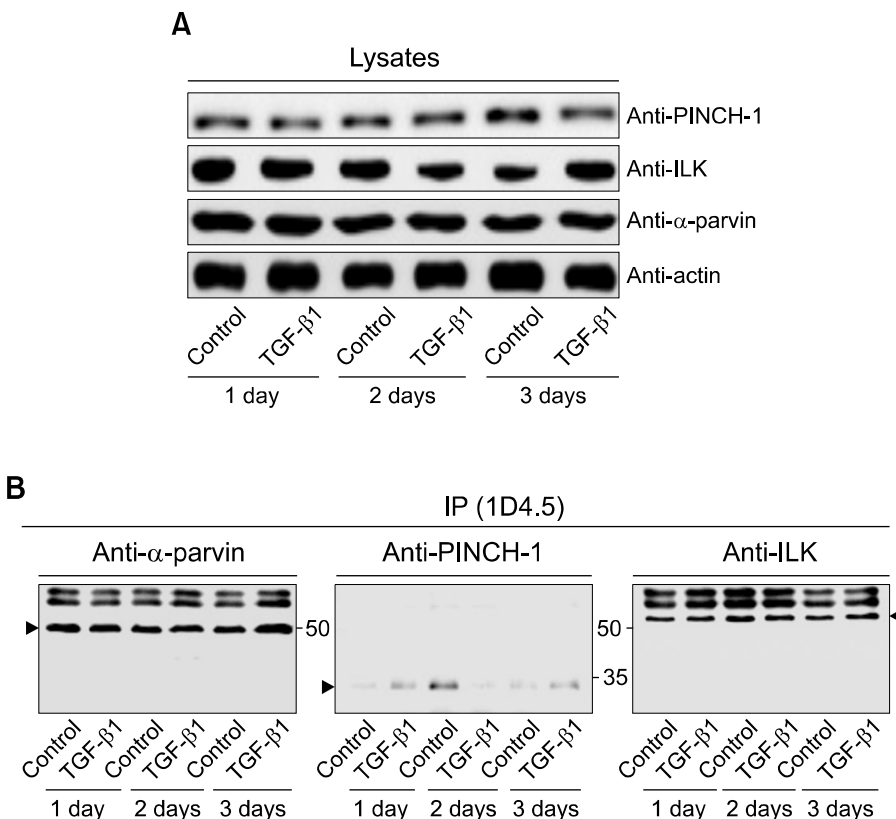 A
Lysates
Anti-PINCH-1
Anti-ILK
Anti-α-parvin
Anti-actin
Control TGF-β1 Control TGF-β1 Control TGF-β1
1 day 2 days 3 days
B
IP (1D4.5)
Anti-α-parvin Anti-PINCH-1 Anti-ILK
50 50
35
Control TGF-β1 Control TGF-β1 Control TGF-β1 Control TGF-β1 Control TGF-β1 Control TGF-β1 Control TGF-β1 Control TGF-β1 Control TGF-β1
1 day 2 days 3 days 1 day 2 days 3 days 1 day 2 days 3 days